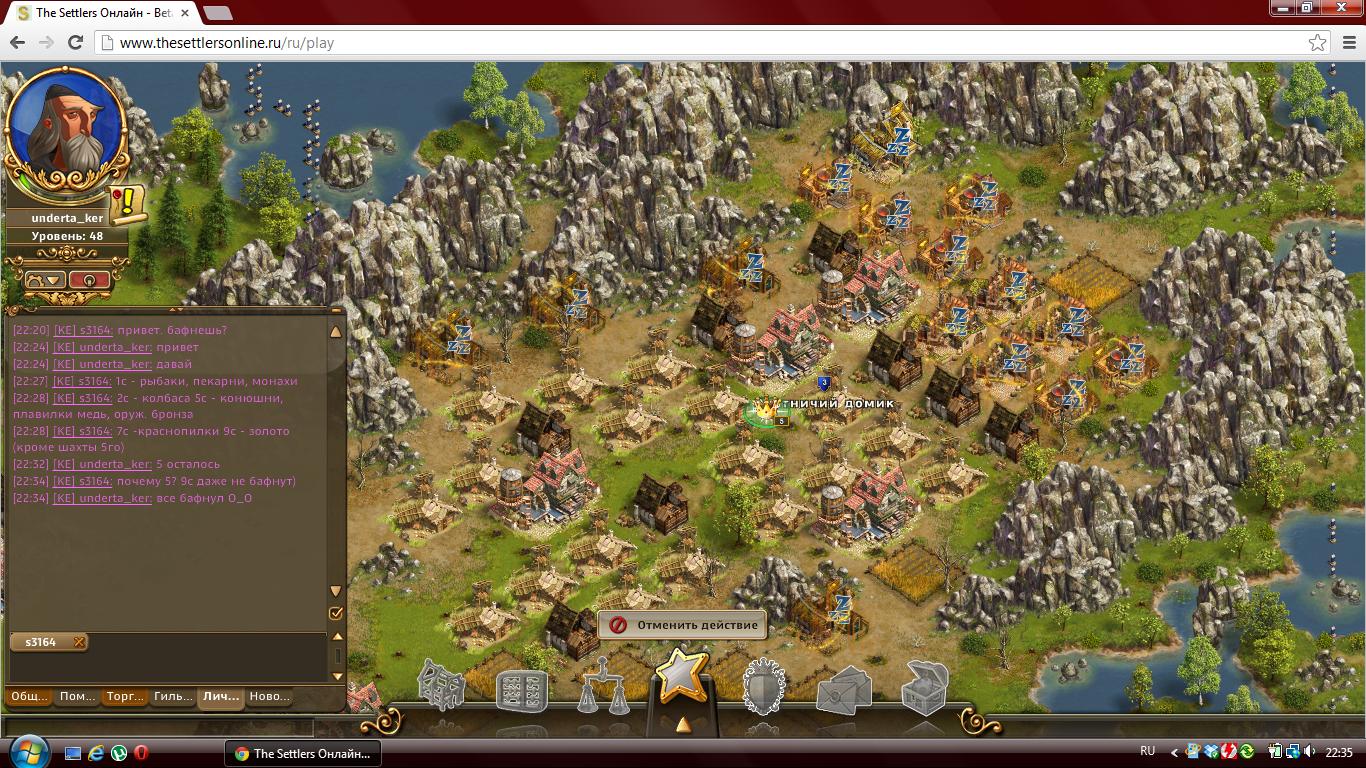 The Settlers Онлайн - Beta
www.thesettlersonline.ru/ru/play
underta_ker
Уровень: 48
[22:20] [KE] s3164: привет. бафнешь?
[22:24] [KE] underta_ker: привет
[22:24] [KE] underta_ker: давай
[22:27] [KE] s3164: 1с - рыбаки, пекарни, монахи
[22:28] [KE] s3164: 2с - колбаса 5с - конюшни,
плавилки медь, оруж. бронза
[22:28] [KE] s3164: 7с -краснопилки 9с - золото
(кроме шахты 5го)
[22:32] [KE] underta_ker: 5 осталось
[22:34] [KE] s3164: почему 5? 9с даже не бафнут)
[22:34] [KE] underta_ker: все бафнул О_О
3
тничий домик
5
Отменить действие
s3164
Общ... Пом... Торг... Гиль... Лич... Ново...
The Settlers Онлайн...
RU
22:35